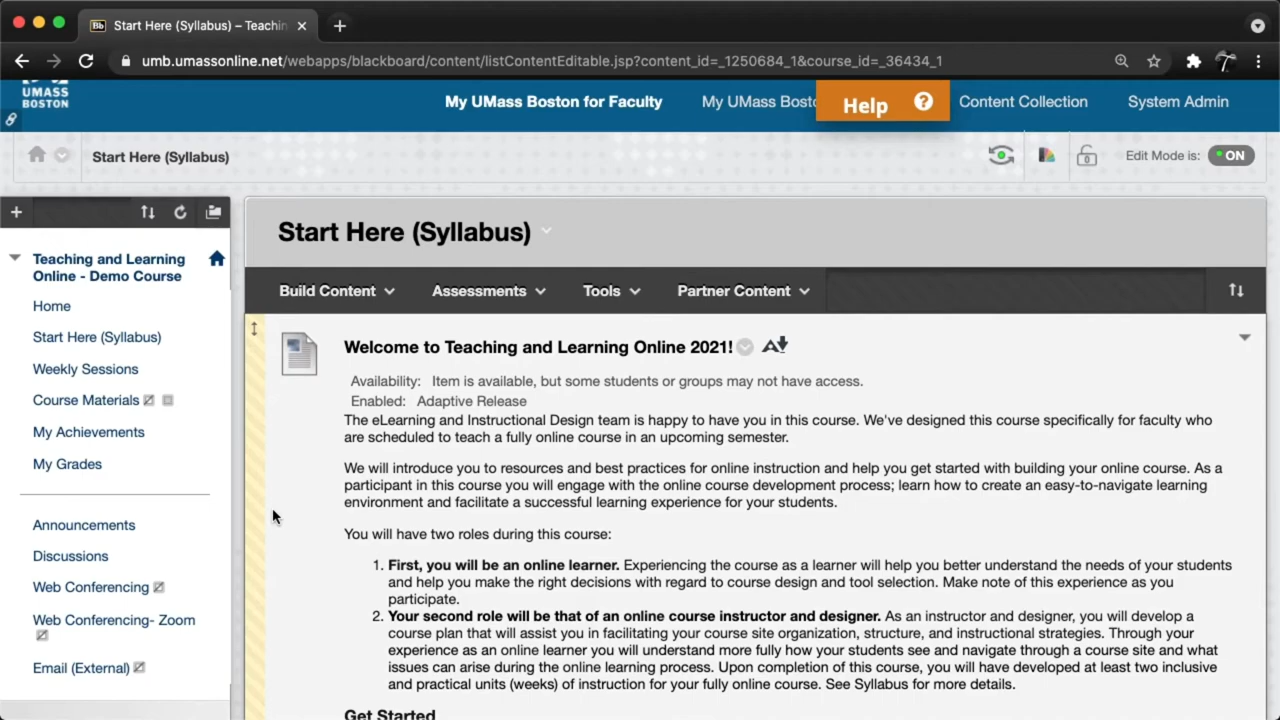 Bb Start Here (Syllabus) – Teachin
umb.umassonline.net/webapps/blackboard/content/listContentEditable.jsp?content_id=_1250684_1&course_id=_36434_1
UMASS
BOSTON
My UMass Boston for Faculty
My UMass Bosto
Help ?
Content Collection
System Admin
Start Here (Syllabus)
Edit Mode is: ON
Start Here (Syllabus)
Build Content
Assessments
Tools
Partner Content
Teaching and Learning
Online - Demo Course
Home
Start Here (Syllabus)
Weekly Sessions
Course Materials
My Achievements
My Grades
Announcements
Discussions
Web Conferencing
Web Conferencing- Zoom
Email (External)
Welcome to Teaching and Learning Online 2021!
Availability: Item is available, but some students or groups may not have access.
Enabled: Adaptive Release
The eLearning and Instructional Design team is happy to have you in this course. We've designed this course specifically for faculty who
are scheduled to teach a fully online course in an upcoming semester.
We will introduce you to resources and best practices for online instruction and help you get started with building your online course. As a
participant in this course you will engage with the online course development process; learn how to create an easy-to-navigate learning
environment and facilitate a successful learning experience for your students.
You will have two roles during this course:
1. First, you will be an online learner. Experiencing the course as a learner will help you better understand the needs of your students
and help you make the right decisions with regard to course design and tool selection. Make note of this experience as you
participate.
2. Your second role will be that of an online course instructor and designer. As an instructor and designer, you will develop a
course plan that will assist you in facilitating your course site organization, structure, and instructional strategies. Through your
experience as an online learner you will understand more fully how your students see and navigate through a course site and what
issues can arise during the online learning process. Upon completion of this course, you will have developed at least two inclusive
and practical units (weeks) of instruction for your fully online course. See Syllabus for more details.
Get Started